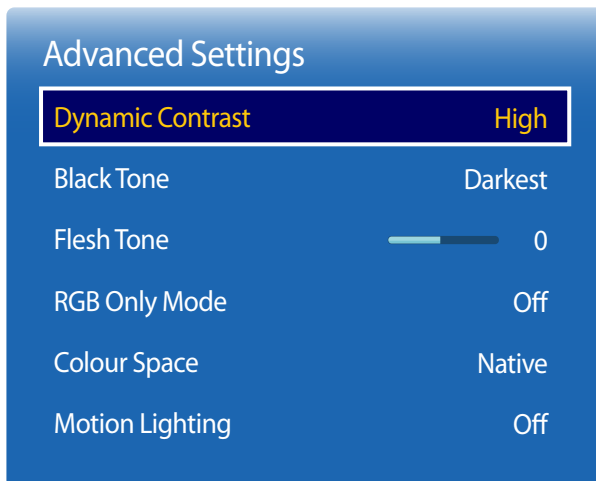 Advanced Settings
Dynamic Contrast High
Black Tone Darkest
Flesh Tone 0
RGB Only Mode Off
Colour Space Native
Motion Lighting Off